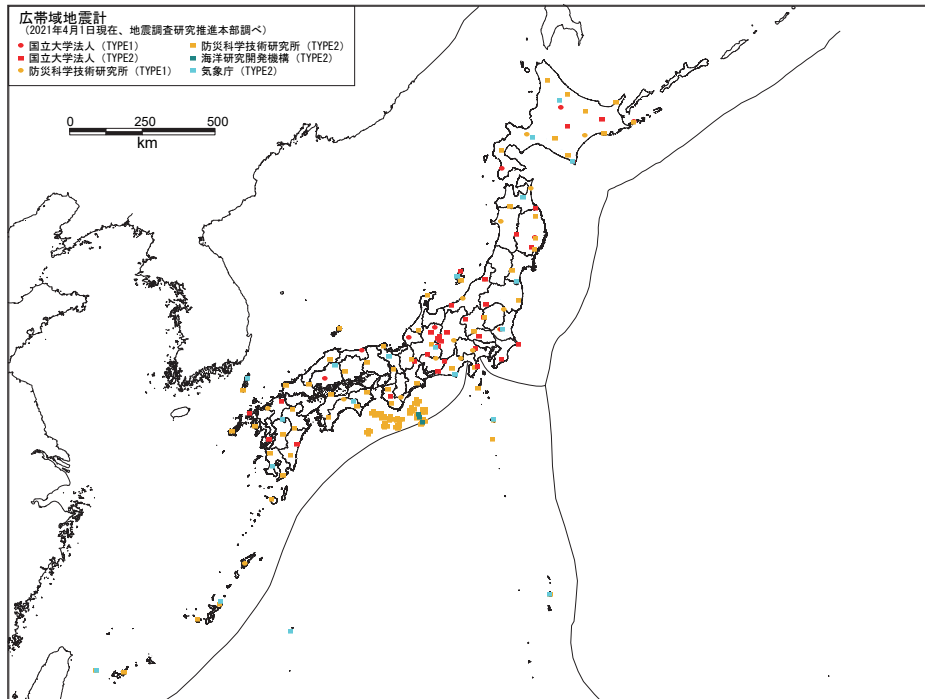 広帯域地震計
（2021年4月1日現在、地震調査研究推進本部調べ）
国立大学法人（TYPE1）
国立大学法人（TYPE2）
防災科学技術研究所（TYPE1）
防災科学技術研究所（TYPE2）
海洋研究開発機構（TYPE2）
気象庁（TYPE2）
0 250 500
km